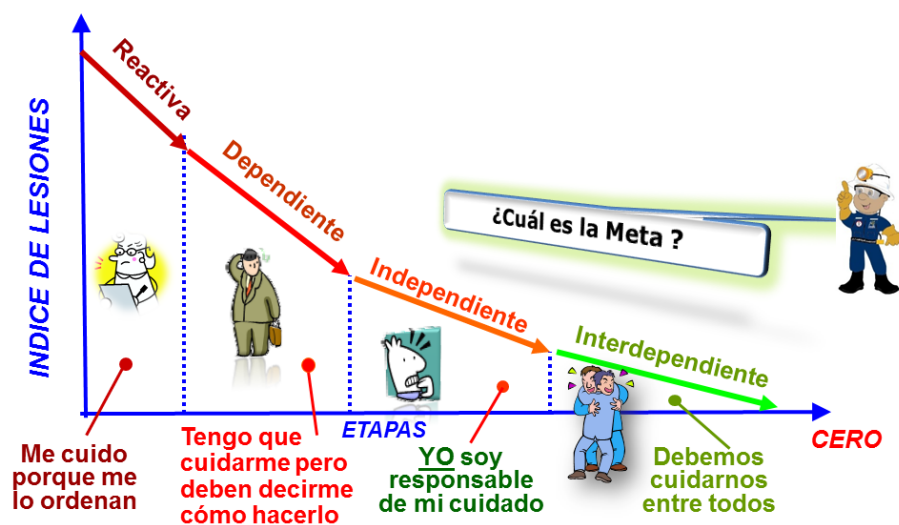 INDICE DE LESIONES
Reactiva
Dependiente
Independiente
Interdependiente
¿Cuál es la Meta ?
ETAPAS
CERO
Me cuido
porque me
lo ordenan
Tengo que
cuidarme pero
deben decirme
cómo hacerlo
YO soy
responsable
de mi cuidado
Debemos
cuidarnos
entre todos